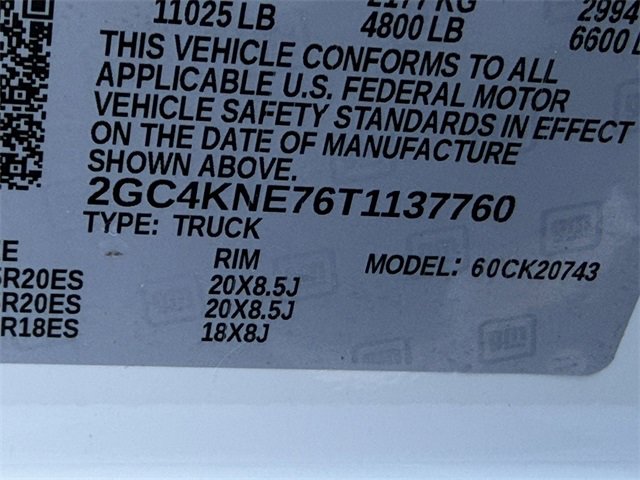 11025 LB 4800 LB 6600
THIS VEHICLE CONFORMS TO ALL
APPLICABLE U.S. FEDERAL MOTOR
VEHICLE SAFETY STANDARDS IN EFFECT
ON THE DATE OF MANUFACTURE
SHOWN ABOVE.
2GC4KNE76T1137760
TYPE: TRUCK
RIM MODEL: 60CK20743
R20ES 20X8.5J
R20ES 20X8.5J
R18ES 18X8J